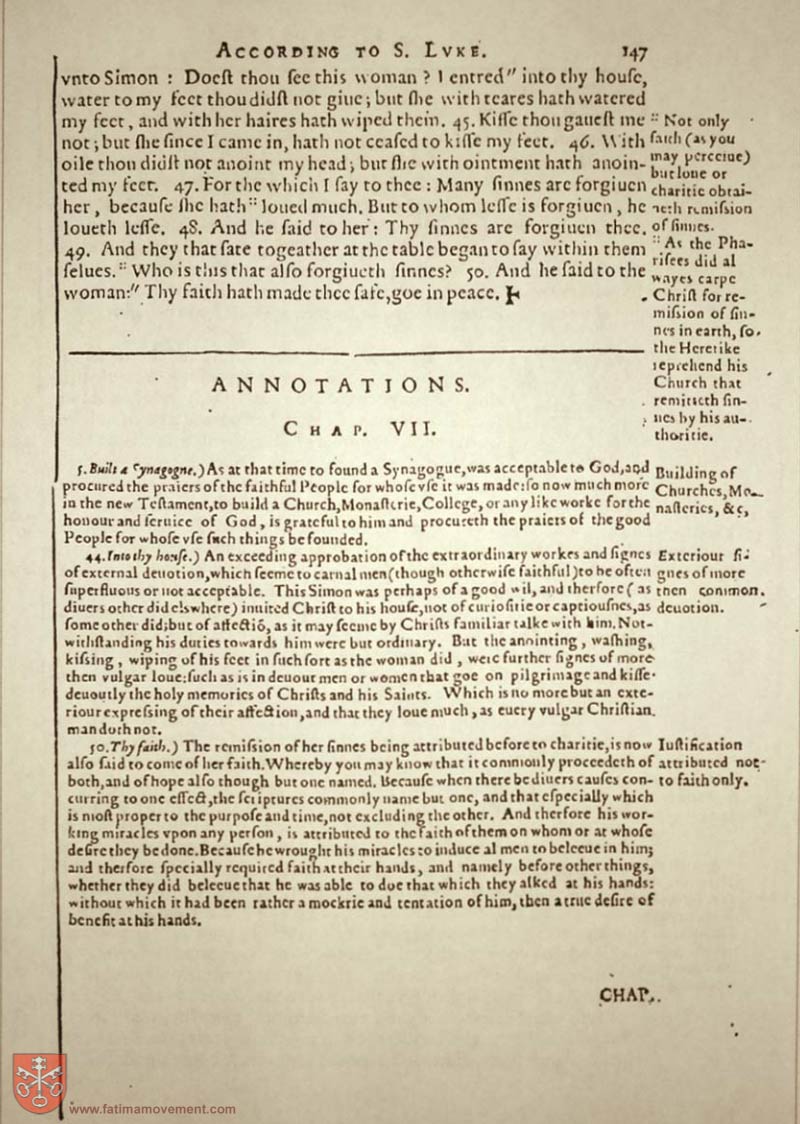 ACCORDING TO S. LVKE. 147
vnto Simon : Doeſt thou ſee this woman ? I entred" into thy houſe,
water to my feet thou didſt not giue ; but ſhe with teares hath watered
my feet, and with her haires hath wiped them. 45. Kiſſe thou gaueſt me
not ; but ſhe ſince I came in, hath not ceaſed to kiſſe my feet. 46. With
oile thou didſt not anoint my head ; but ſhe with ointment hath anoin-
ted my feet. 47. For the which I ſay to thee : Many ſinnes are forgiuen
her , becauſe ſhe hath :: loued much. But to whom leſſe is forgiuen , he
loueth leſſe. 48. And he ſaid to her : Thy ſinnes are forgiuen thee.
49. And they that ſate togeather at the table began to ſay within them
ſelues. :: Who is this that alſo forgiueth ſinnes? 50. And he ſaid to the
woman:" Thy faith hath made thee ſafe, goe in peace.
:: Not only
faith (as you
may perceiue)
but loue or
charitie obtai-
neth remiſſion
of ſinnes.
:: As the Pha-
riſees did al
wayes carpe
Chriſt for re-
miſsion of ſin-
nes in earth, ſo
the Heretike
reprehend his
Church that
remitteth ſin-
nes by his au-
thoritie.
ANNOTATIONS.
CHAP. VII.
5. Built a Synagogne.) As at that time to found a Synagogue, was acceptable to God, and
procured the praiers of the faithful People for whoſe vſe it was made: ſo now much more
in the new Teſtament, to build a Church, Monaſterie, College, or any like worke for the
honour and ſeruice of God , is grateful to him and procureth the praiers of the good
People for whoſe vſe ſuch things be founded.
Building of
Churches, Mo-
naſteries, &c,
44. Into thy houſe.) An exceeding approbation of the extraordinary workes and ſignes
of external deuotion, which ſeeme to carnal men (though otherwiſe faithful) to be often
ſuperfluous or not acceptable. This Simon was perhaps of a good wil, and therfore ( as
diuers other did elswhere) inuited Chriſt to his houſe, not of curioſitie or captiouſnes, as
ſome other did; but of affectiō, as it may ſeeme by Chriſts familiar talke with him. Not-
withſtanding his duties towards him were but ordinary. But the annointing , waſhing,
kiſsing , wiping of his feet in ſuch ſort as the woman did , were further ſignes of more
then vulgar loue: ſuch as is in deuout men or women that goe on pilgrimage and kiſſe
deuoutly the holy memories of Chriſts and his Saints. Which is no more but an exte-
riour expreſsing of their affection, and that they loue much , as euery vulgar Chriſtian
man doth not.
Exteriour ſi-
gnes of more
then common
deuotion.
50. Thy faith.) The remiſsion of her ſinnes being attributed before to charitie, is now
alſo ſaid to come of her faith. Whereby you may know that it commonly proceedeth of
both, and of hope alſo though but one named. Becauſe when there be diuers cauſes con-
curring to one effect, the ſcriptures commonly name but one, and that eſpecially which
is moſt proper to the purpoſe and time, not excluding the other. And therfore his wor-
king miracles vpon any perſon , is attributed to the faith of them on whom or at whoſe
deſire they be done. Becauſe he wrought his miracles to induce al men to beleeue in him;
and therfore ſpecially required faith at their hands, and namely before other things,
whether they did beleeue that he was able to doe that which they aſked at his hands:
without which it had been rather a mockrie and tentation of him, then a true deſire of
benefit at his hands.
Iuſtification
attributed not
to faith only.
CHAP.
www.fatimamovement.com